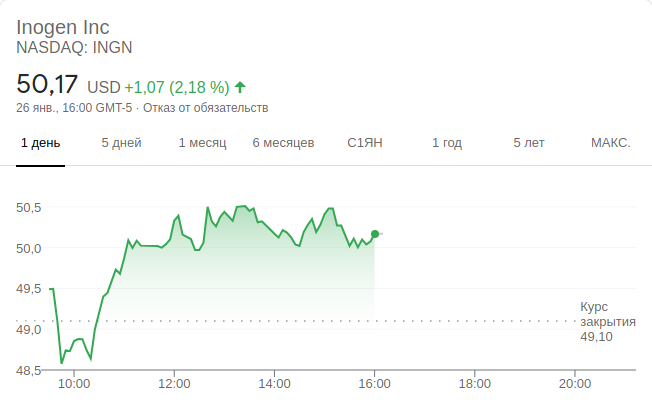 Inogen Inc
NASDAQ: INGN
50,17 USD +1,07 (2,18 %)
26 янв., 16:00 GMT-5 · Отказ от обязательств
1 день 5 дней 1 месяц 6 месяцев С1ЯН 1 год 5 лет МАКС.
50,5
50,0
49,5
49,0
48,5
Курс
закрытия
49,10
10:00 12:00 14:00 16:00 18:00 20:00